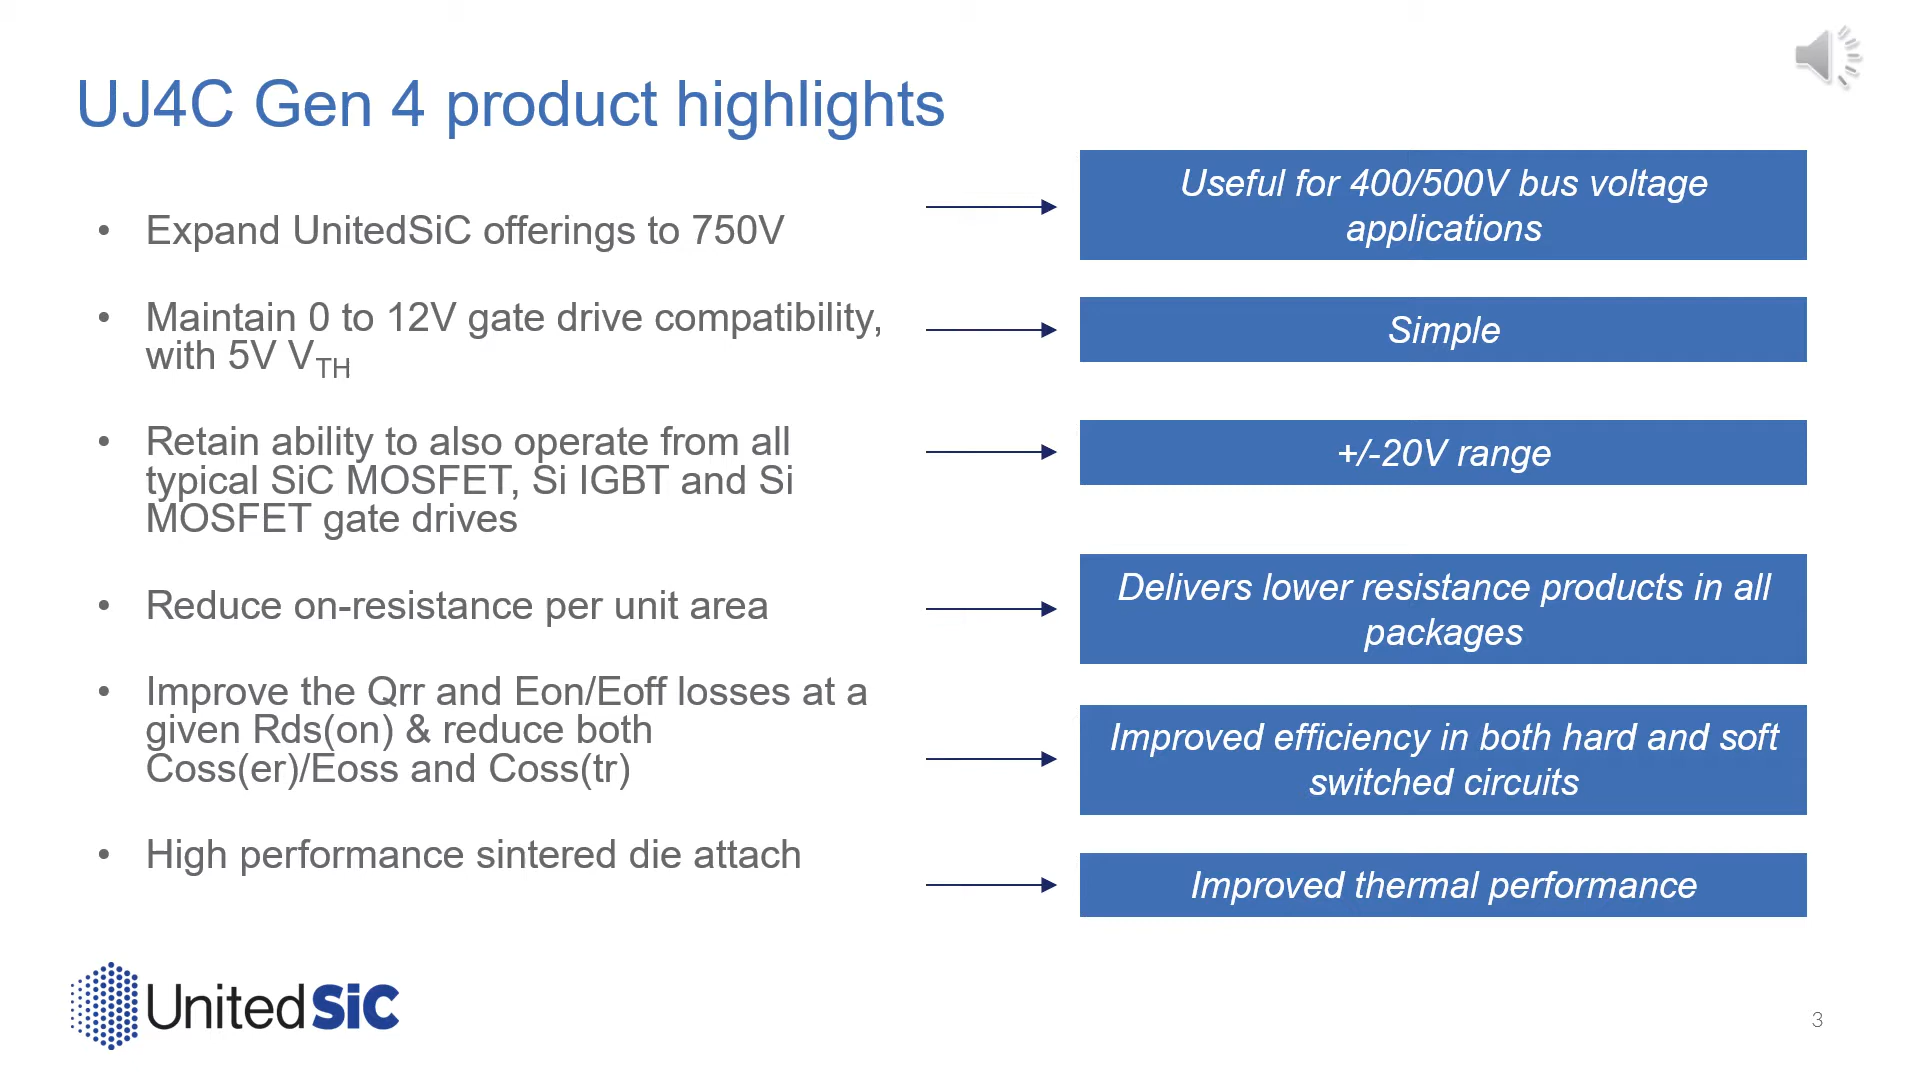 UJ4C Gen 4 product highlights
• Expand UnitedSiC offerings to 750V
Useful for 400/500V bus voltage
applications
• Maintain 0 to 12V gate drive compatibility,
with 5V VTH
Simple
• Retain ability to also operate from all
typical SiC MOSFET, Si IGBT and Si
MOSFET gate drives
+/-20V range
• Reduce on-resistance per unit area
Delivers lower resistance products in all
packages
• Improve the Qrr and Eon/Eoff losses at a
given Rds(on) & reduce both
Coss(er)/Eoss and Coss(tr)
Improved efficiency in both hard and soft
switched circuits
• High performance sintered die attach
Improved thermal performance
UnitedSiC
3